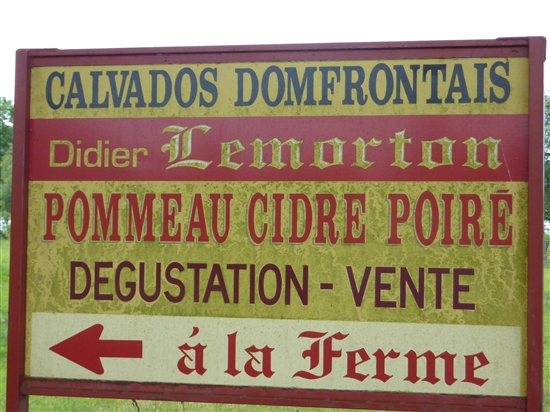 CALVADOS DOMFRONTAIS
Didier Lemorton
POMMEAU CIDRE POIRÉ
DEGUSTATION - VENTE
á la Ferme